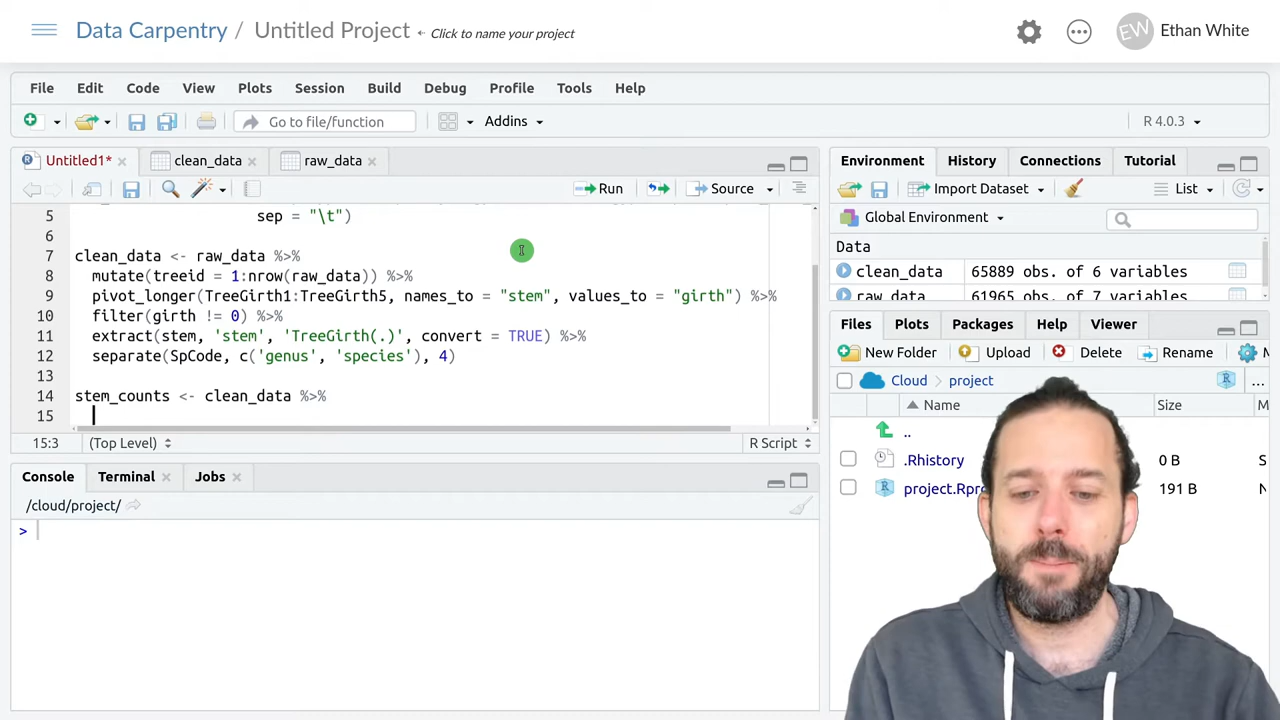 Data Carpentry / Untitled Project ← Click to name your project
EW Ethan White
File Edit Code View Plots Session Build Debug Profile Tools Help
Go to file/function Addins R 4.0.3
Untitled1* clean_data raw_data
Run Source
5 sep = "\t")
6
7 clean_data <- raw_data %>%
8 mutate(treeid = 1:nrow(raw_data)) %>%
9 pivot_longer(TreeGirth1:TreeGirth5, names_to = "stem", values_to = "girth") %>%
10 filter(girth != 0) %>%
11 extract(stem, 'stem', 'TreeGirth(.)', convert = TRUE) %>%
12 separate(SpCode, c('genus', 'species'), 4)
13
14 stem_counts <- clean_data %>%
15
15:3 (Top Level) R Script
Console Terminal Jobs
/cloud/project/
>
Environment History Connections Tutorial
Import Dataset List
Global Environment
Data
clean_data 65889 obs. of 6 variables
raw_data 61965 obs. of 7 variables
Files Plots Packages Help Viewer
New Folder Upload Delete Rename
Cloud project ...
Name Size M
..
.Rhistory 0 B S
project.Rpr 191 B N